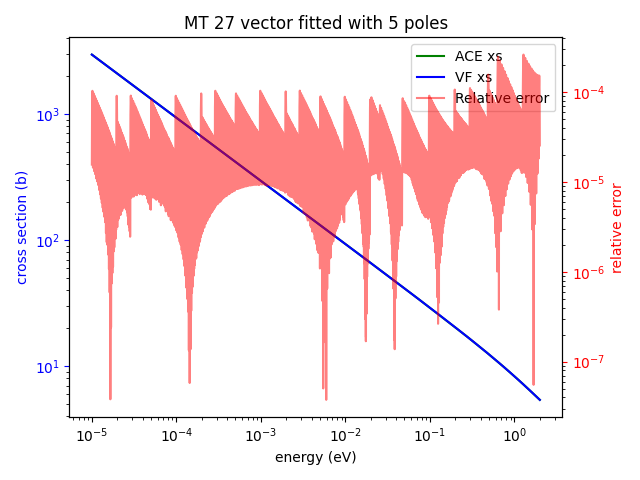 MT 27 vector fitted with 5 poles
ACE xs
VF xs
Relative error
cross section (b)
10³
10²
10¹
relative error
10⁻⁴
10⁻⁵
10⁻⁶
10⁻⁷
10⁻⁵ 10⁻⁴ 10⁻³ 10⁻² 10⁻¹ 10⁰
energy (eV)